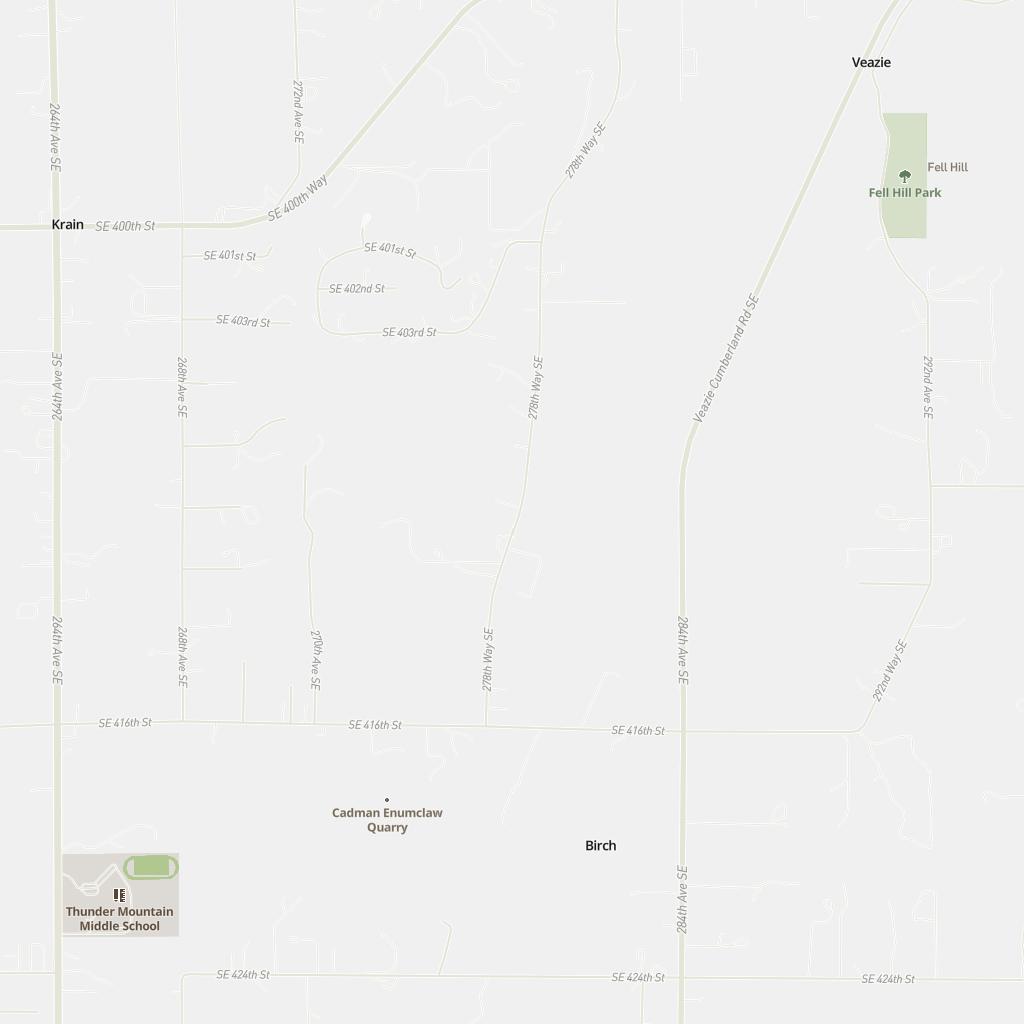 Veazie
264th Ave SE
272nd Ave SE
278th Way SE
Fell Hill
Fell Hill Park
SE 400th Way
Krain
SE 400th St
SE 401st St
SE 401st St
SE 402nd St
SE 403rd St
SE 403rd St
Veazie Cumberland Rd SE
264th Ave SE
268th Ave SE
278th Way SE
292nd Ave SE
264th Ave SE
268th Ave SE
270th Ave SE
278th Way SE
284th Ave SE
292nd Way SE
SE 416th St
SE 416th St
SE 416th St
Cadman Enumclaw
Quarry
Birch
284th Ave SE
Thunder Mountain
Middle School
SE 424th St
SE 424th St
SE 424th St